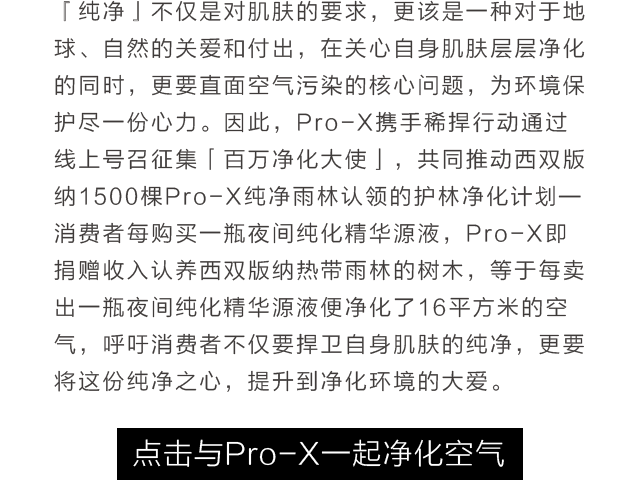 「纯净」不仅是对肌肤的要求，更该是一种对于地
球、自然的关爱和付出，在关心自身肌肤层层净化
的同时，更要直面空气污染的核心问题，为环境保
护尽一份心力。因此，Pro-X携手稀捍行动通过
线上号召征集「百万净化大使」，共同推动西双版
纳1500棵Pro-X纯净雨林认领的护林净化计划—
消费者每购买一瓶夜间纯化精华源液，Pro-X即
捐赠收入认养西双版纳热带雨林的树木，等于每卖
出一瓶夜间纯化精华源液便净化了16平方米的空
气，呼吁消费者不仅要捍卫自身肌肤的纯净，更要
将这份纯净之心，提升到净化环境的大爱。
点击与Pro-X一起净化空气